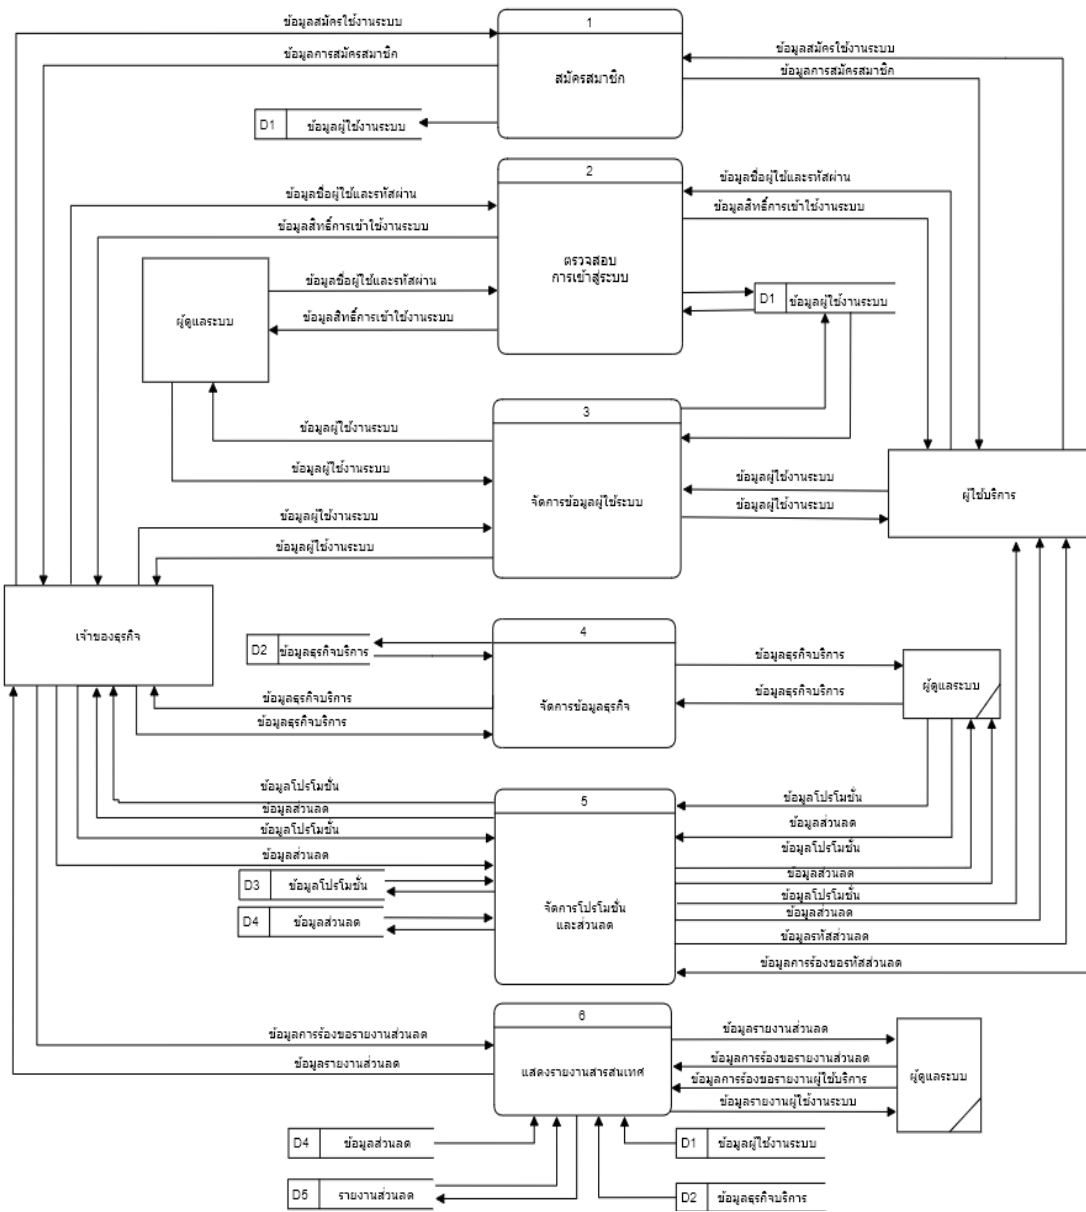 ข้อมูลสมัครใช้งานระบบ
ข้อมูลการสมัครสมาชิก
1
สมัครสมาชิก
ข้อมูลสมัครใช้งานระบบ
ข้อมูลการสมัครสมาชิก
D1 ข้อมูลผู้ใช้งานระบบ
2
ตรวจสอบ
การเข้าสู่ระบบ
ข้อมูลชื่อผู้ใช้และรหัสผ่าน
ข้อมูลสิทธิ์การเข้าใช้งานระบบ
ข้อมูลชื่อผู้ใช้และรหัสผ่าน
ข้อมูลสิทธิ์การเข้าใช้งานระบบ
ผู้ดูแลระบบ
ข้อมูลชื่อผู้ใช้และรหัสผ่าน
ข้อมูลสิทธิ์การเข้าใช้งานระบบ
D1 ข้อมูลผู้ใช้งานระบบ
3
จัดการข้อมูลผู้ใช้ระบบ
ข้อมูลผู้ใช้งานระบบ
ข้อมูลผู้ใช้งานระบบ
ข้อมูลผู้ใช้งานระบบ
ข้อมูลผู้ใช้งานระบบ
ข้อมูลผู้ใช้งานระบบ
ข้อมูลผู้ใช้งานระบบ
ผู้ใช้บริการ
เจ้าของธุรกิจ
4
จัดการข้อมูลธุรกิจ
D2 ข้อมูลธุรกิจบริการ
ข้อมูลธุรกิจบริการ
ข้อมูลธุรกิจบริการ
ข้อมูลธุรกิจบริการ
ข้อมูลธุรกิจบริการ
ผู้ดูแลระบบ
5
จัดการโปรโมชั่น
และส่วนลด
ข้อมูลโปรโมชั่น
ข้อมูลส่วนลด
ข้อมูลโปรโมชั่น
ข้อมูลส่วนลด
D3 ข้อมูลโปรโมชั่น
D4 ข้อมูลส่วนลด
ข้อมูลโปรโมชั่น
ข้อมูลส่วนลด
ข้อมูลโปรโมชั่น
ข้อมูลส่วนลด
ข้อมูลโปรโมชั่น
ข้อมูลส่วนลด
ข้อมูลรหัสส่วนลด
ข้อมูลการร้องขอรหัสส่วนลด
6
แสดงรายงานสารสนเทศ
ข้อมูลการร้องขอรายงานส่วนลด
ข้อมูลรายงานส่วนลด
ข้อมูลรายงานส่วนลด
ข้อมูลการร้องขอรายงานส่วนลด
ข้อมูลการร้องขอรายงานผู้ใช้บริการ
ข้อมูลรายงานผู้ใช้งานระบบ
ผู้ดูแลระบบ
D4 ข้อมูลส่วนลด
D1 ข้อมูลผู้ใช้งานระบบ
D5 รายงานส่วนลด
D2 ข้อมูลธุรกิจบริการ